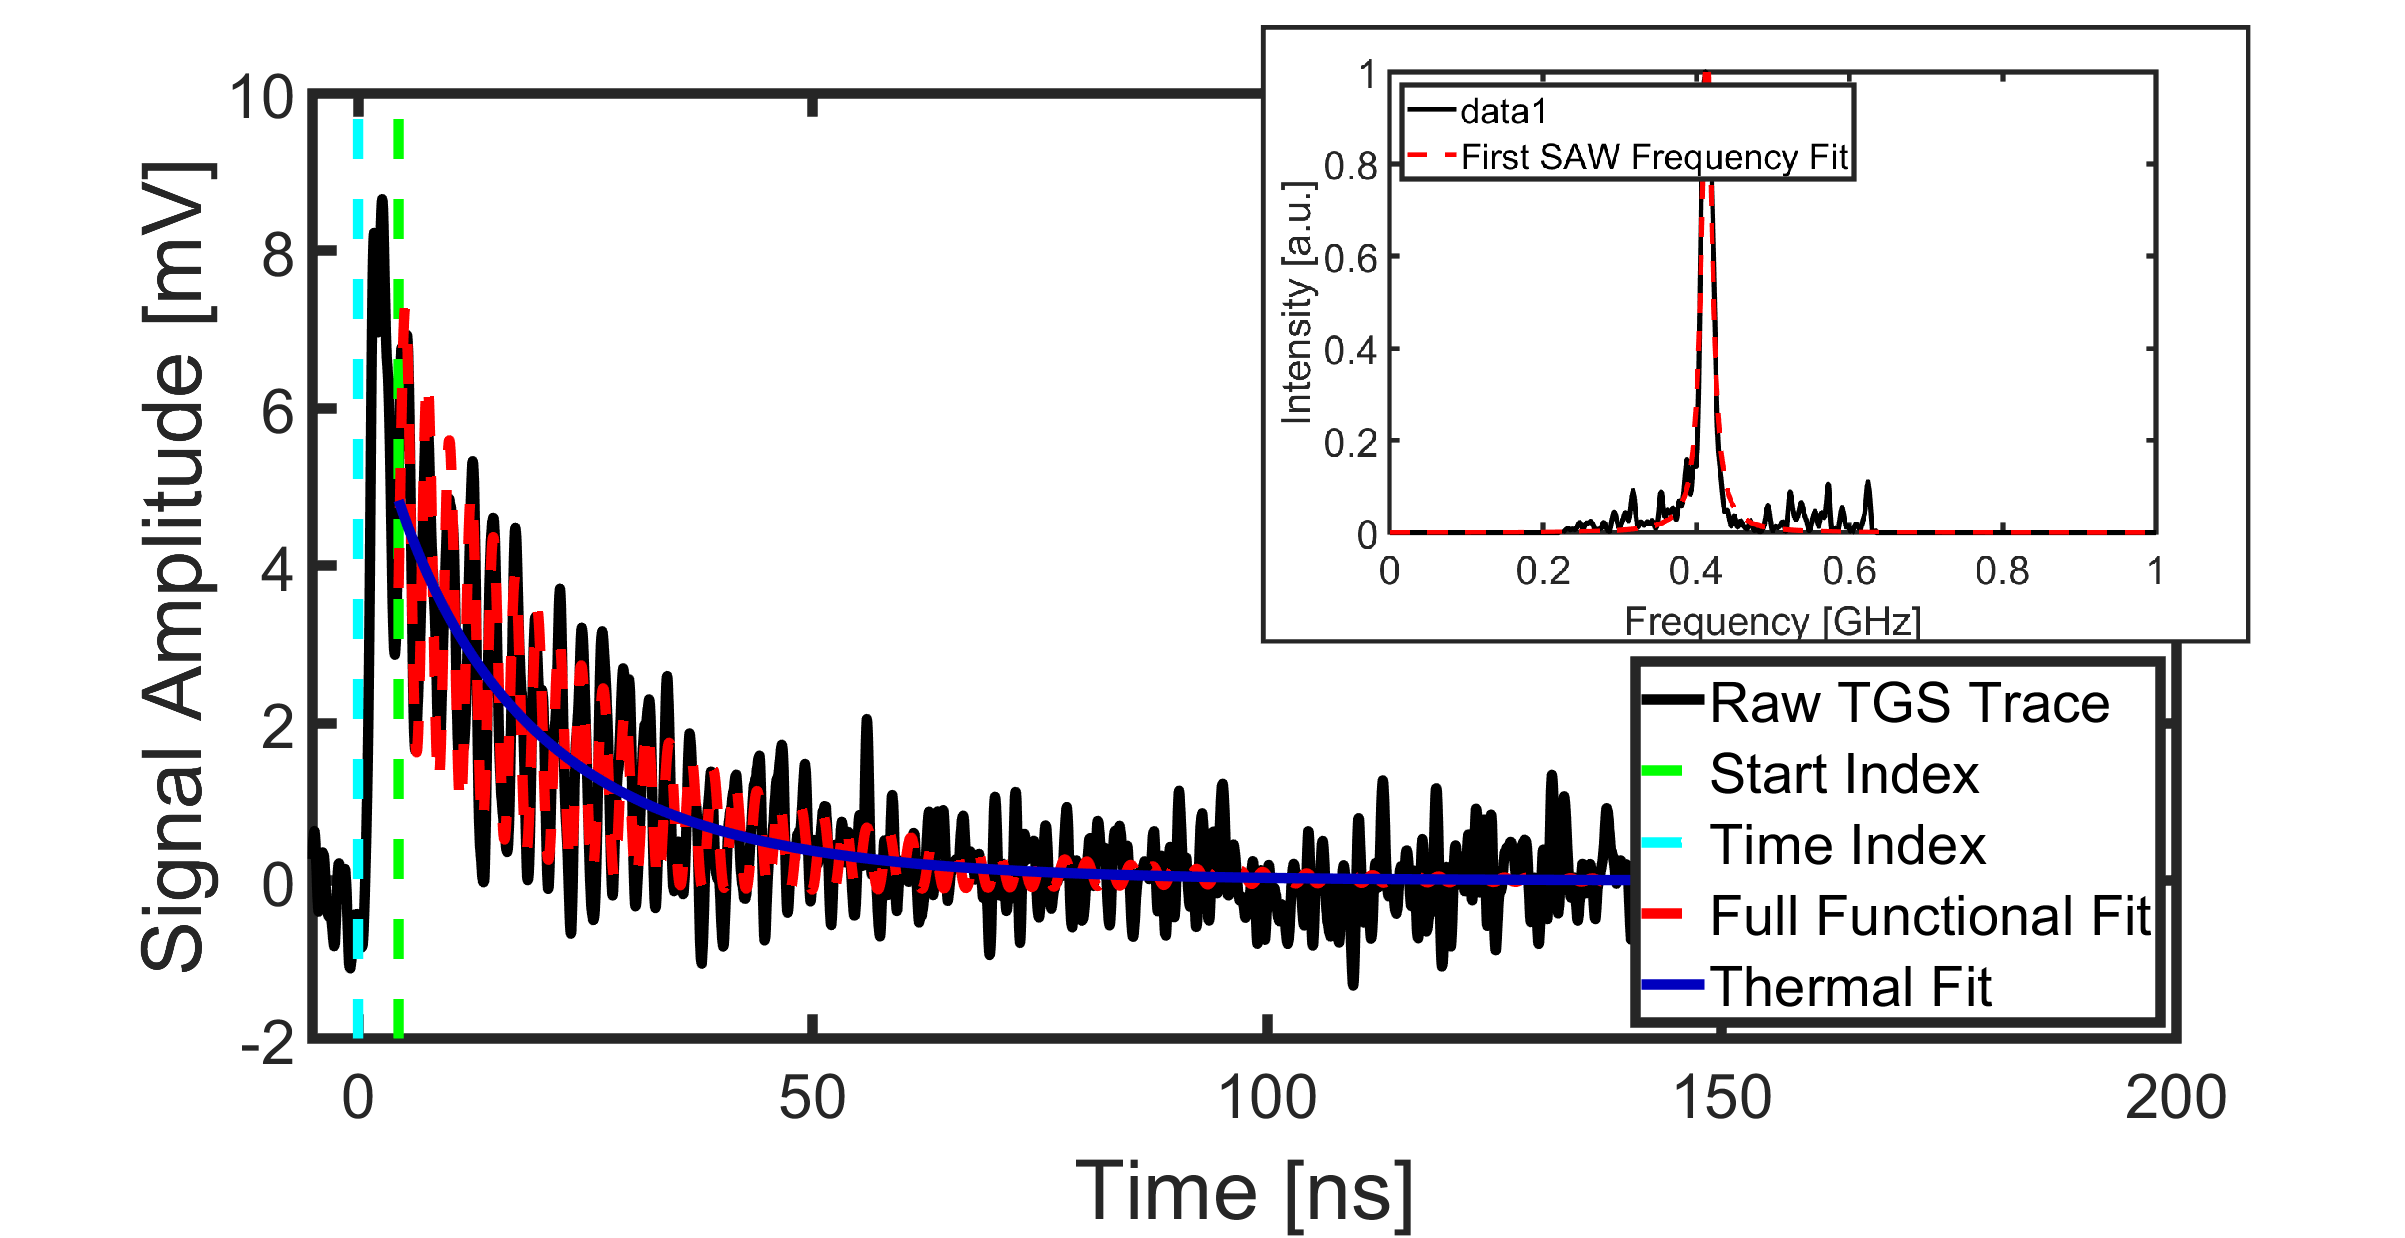 Signal Amplitude [mV]
10
8
6
4
2
0
-2
0
50
100
150
200
Time [ns]
Intensity [a.u.]
1
0.8
0.6
0.4
0.2
0
0
0.2
0.4
0.6
0.8
1
Frequency [GHz]
data1
First SAW Frequency Fit
Raw TGS Trace
Start Index
Time Index
Full Functional Fit
Thermal Fit